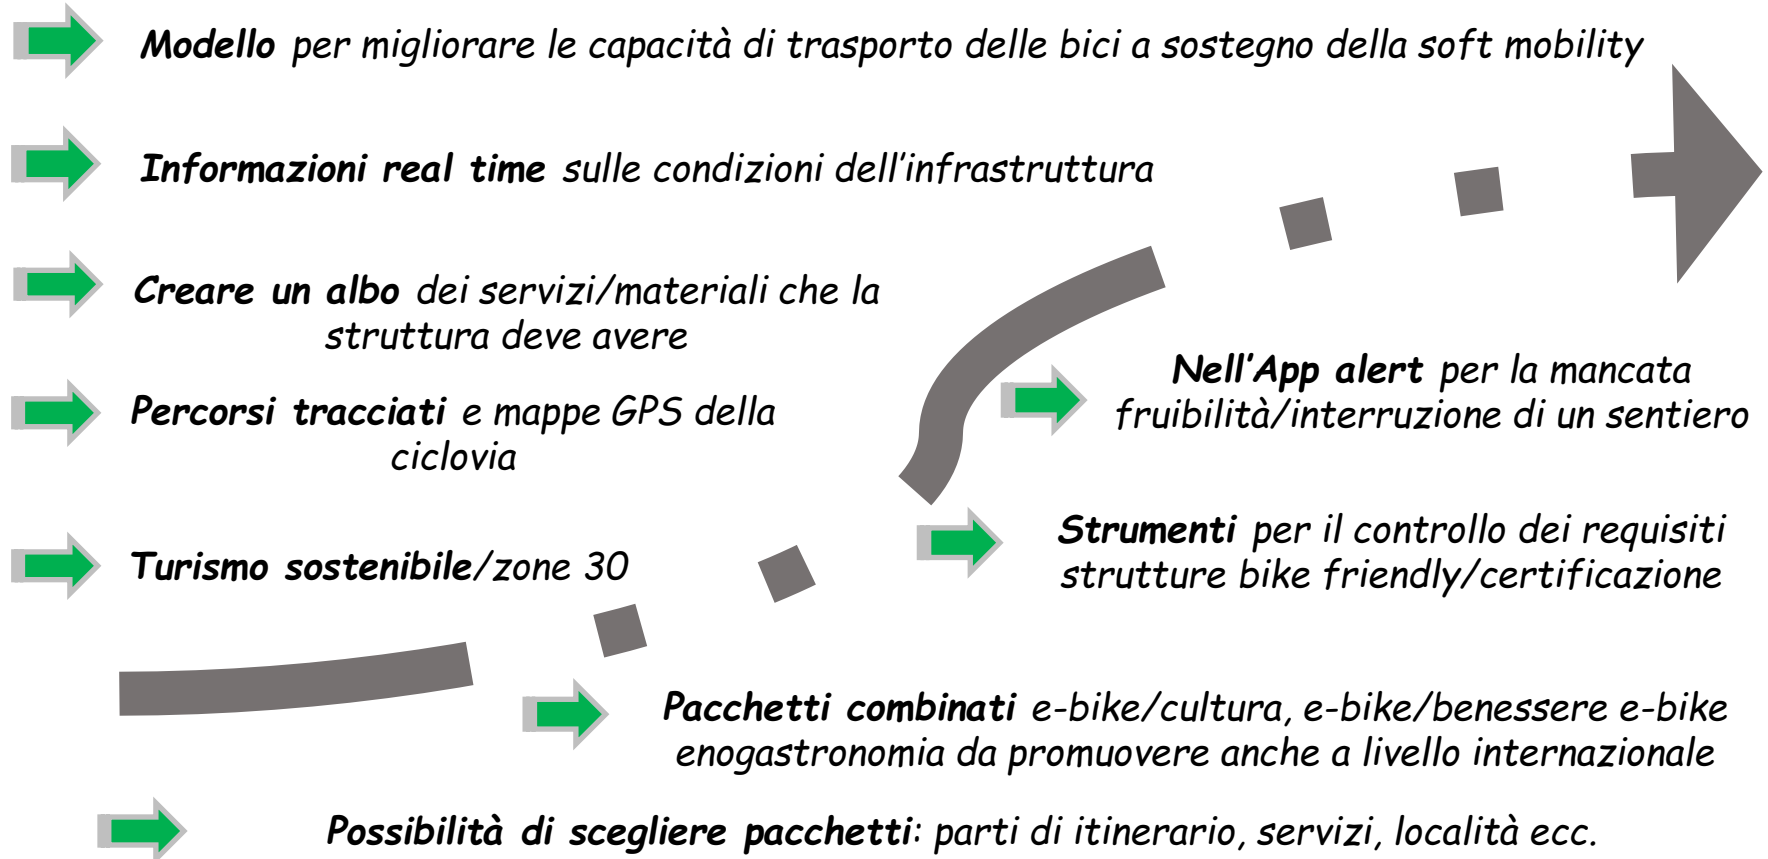 Modello per migliorare le capacità di trasporto delle bici a sostegno della soft mobility
Informazioni real time sulle condizioni dell'infrastruttura
Creare un albo dei servizi/materiali che la
struttura deve avere
Percorsi tracciati e mappe GPS della
ciclovia
Turismo sostenibile/zone 30
Nell'App alert per la mancata
fruibilità/interruzione di un sentiero
Strumenti per il controllo dei requisiti
strutture bike friendly/certificazione
Pacchetti combinati e-bike/cultura, e-bike/benessere e-bike
enogastronomia da promuovere anche a livello internazionale
Possibilità di scegliere pacchetti: parti di itinerario, servizi, località ecc.